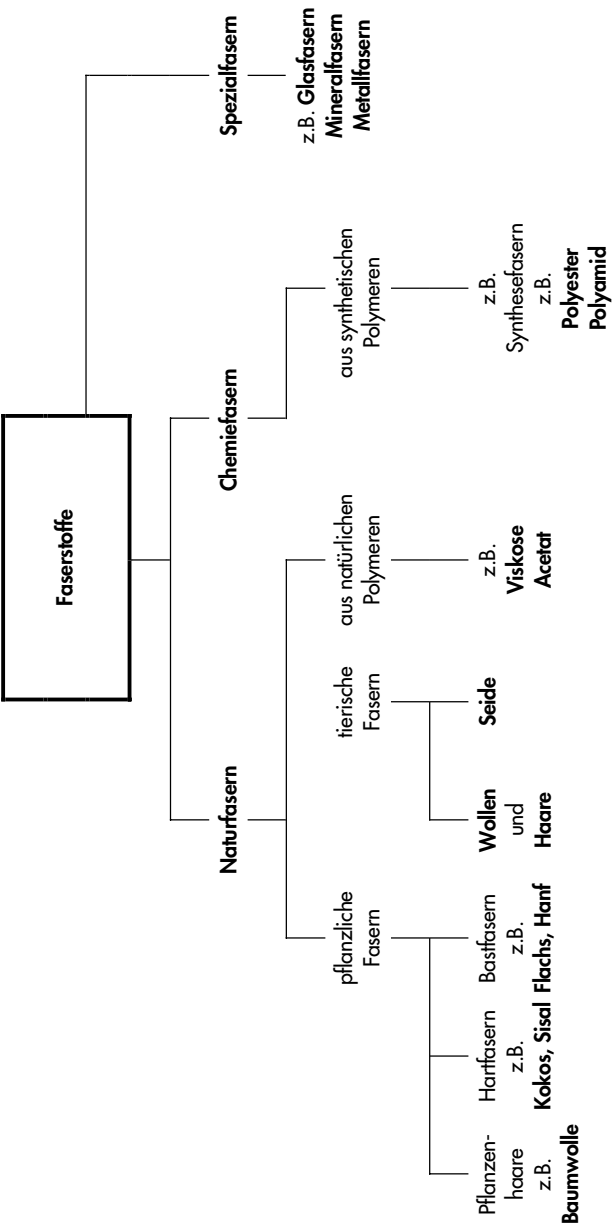 Faserstoffe
Naturfasern
Chemiefasern
Spezialfasern
pflanzliche
Fasern
tierische
Fasern
aus natürlichen
Polymeren
aus synthetischen
Polymeren
z.B. Glasfasern
Mineralfasern
Metallfasern
Pflanzen-
haare
z.B.
Baumwolle
Hartfasern
z.B.
Kokos, Sisal
Bastfasern
z.B.
Flachs, Hanf
Wollen
und
Haare
Seide
z.B.
Viskose
Acetat
z.B.
Synthesefasern
z.B.
Polyester
Polyamid